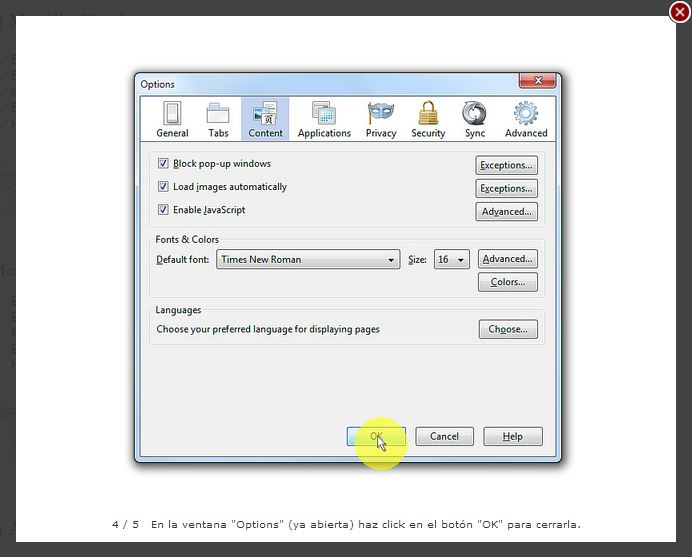 Options
General Tabs Content Applications Privacy Security Sync Advanced
Block pop-up windows Exceptions...
Load images automatically Exceptions...
Enable JavaScript Advanced...
Fonts & Colors
Default font: Times New Roman Size: 16 Advanced...
Colors...
Languages
Choose your preferred language for displaying pages Choose...
OK Cancel Help
4 / 5 En la ventana "Options" (ya abierta) haz click en el botón "OK" para cerrarla.